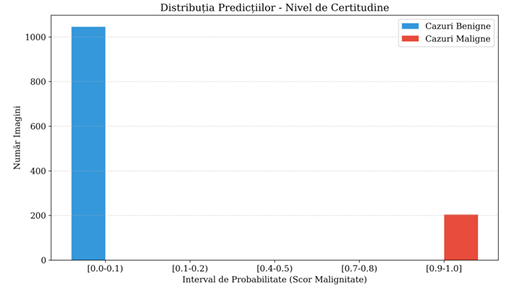 Distribuția Predicțiilor - Nivel de Certitudine
Cazuri Benigne
Cazuri Maligne
Număr Imagini
1000
800
600
400
200
0
[0.0-0.1) [0.1-0.2) [0.4-0.5) [0.7-0.8) [0.9-1.0]
Interval de Probabilitate (Scor Malignitate)